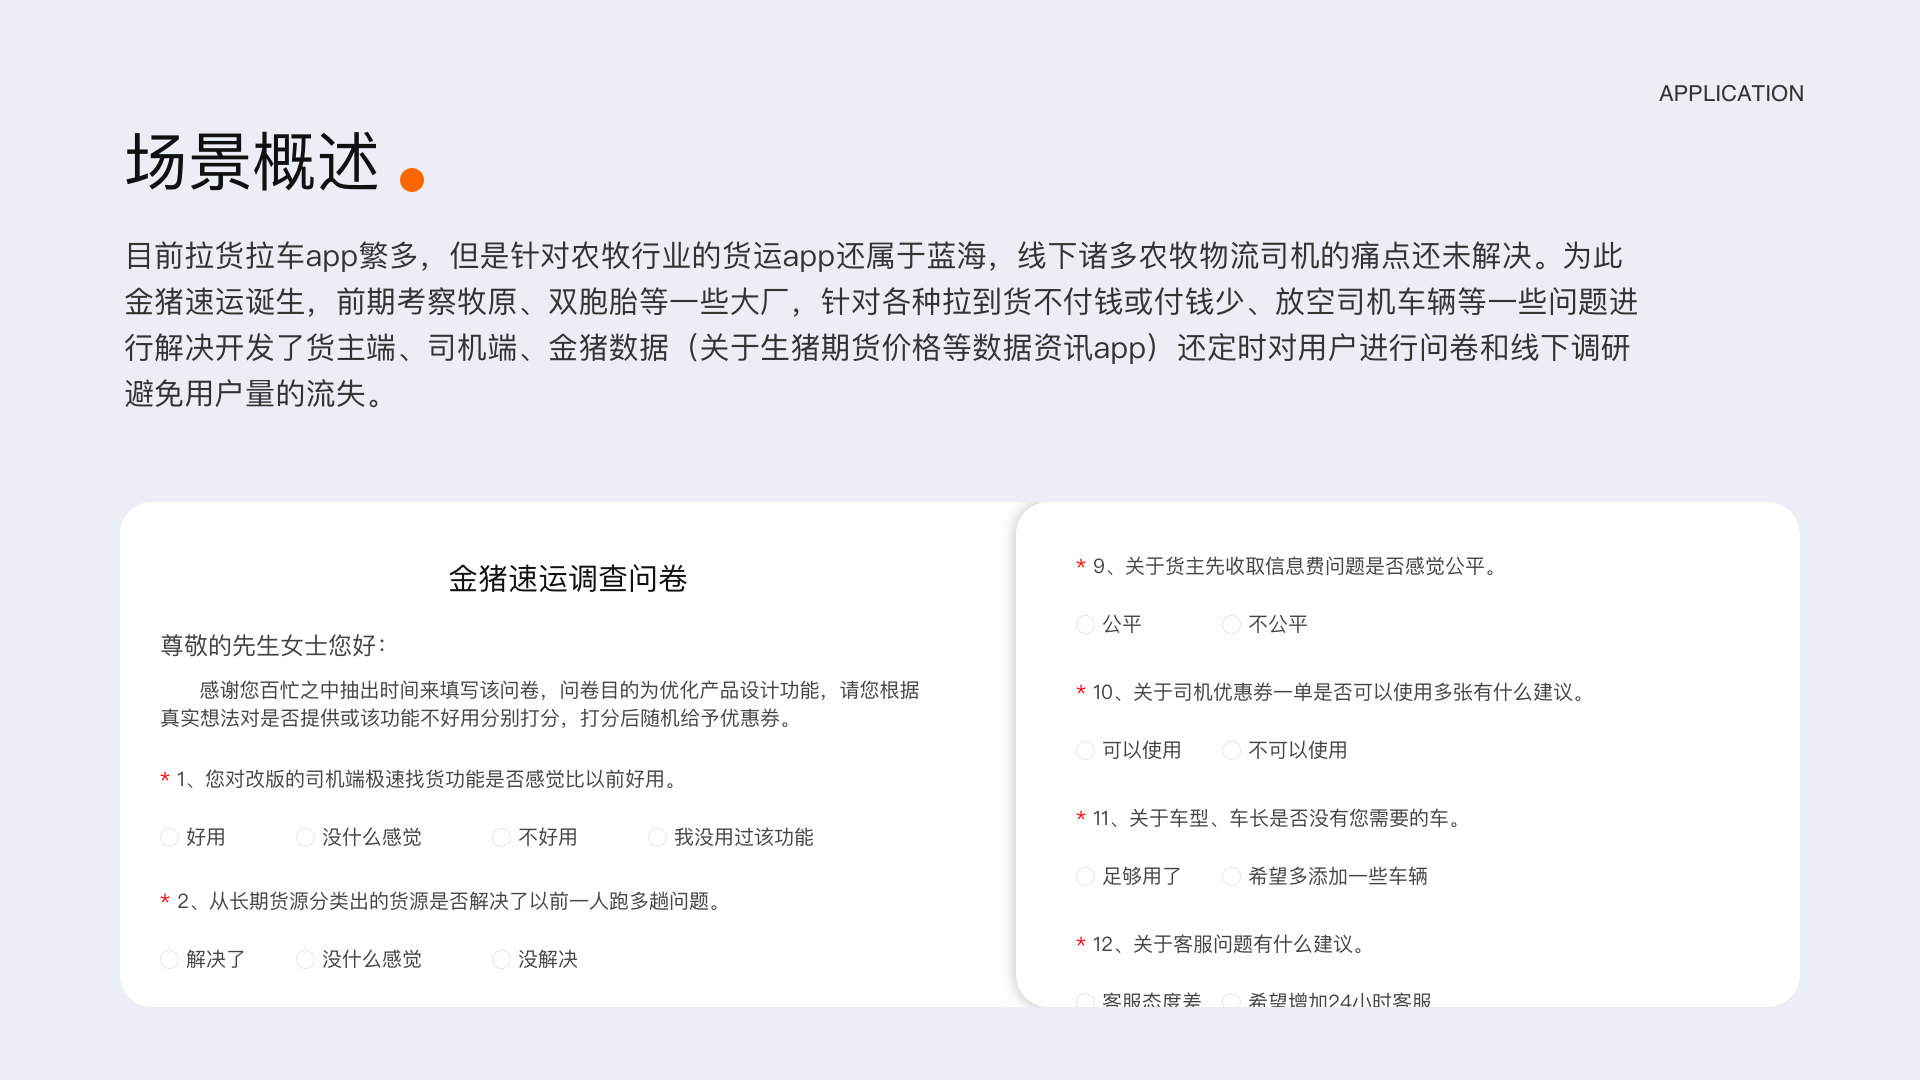 APPLICATION
场景概述
目前拉货拉车app繁多，但是针对农牧行业的货运app还属于蓝海，线下诸多农牧物流司机的痛点还未解决。为此
金猪速运诞生，前期考察牧原、双胞胎等一些大厂，针对各种拉到货不付钱或付钱少、放空司机车辆等一些问题进
行解决开发了货主端、司机端、金猪数据（关于生猪期货价格等数据资讯app）还定时对用户进行问卷和线下调研
避免用户量的流失。
金猪速运调查问卷
尊敬的先生女士您好：
感谢您百忙之中抽出时间来填写该问卷，问卷目的为优化产品设计功能，请您根据
真实想法对是否提供或该功能不好用分别打分，打分后随机给予优惠券。
* 1、您对改版的司机端极速找货功能是否感觉比以前好用。
好用 没什么感觉 不好用 我没用过该功能
* 2、从长期货源分类出的货源是否解决了以前一人跑多趟问题。
解决了 没什么感觉 没解决
* 9、关于货主先收取信息费问题是否感觉公平。
公平 不公平
* 10、关于司机优惠券一单是否可以使用多张有什么建议。
可以使用 不可以使用
* 11、关于车型、车长是否没有您需要的车。
足够用了 希望多添加一些车辆
* 12、关于客服问题有什么建议。
客服态度差 希望增加24小时客服